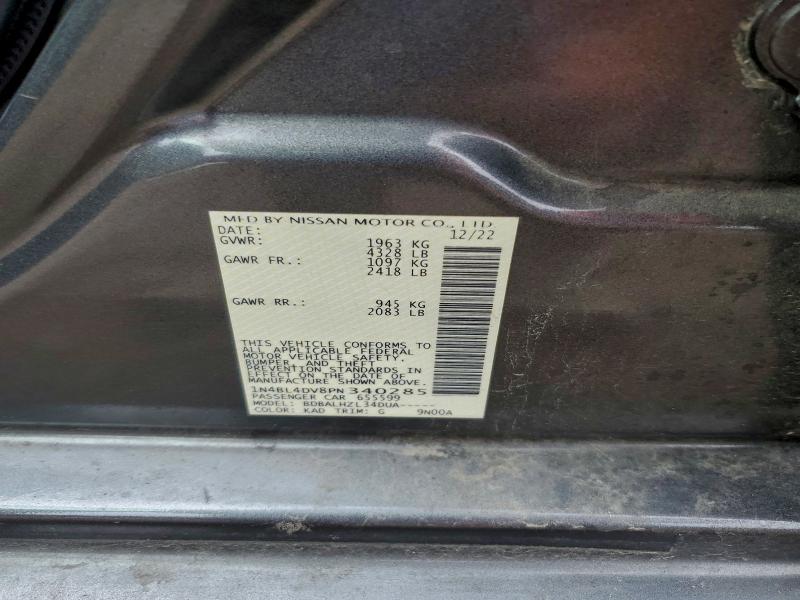 MFD BY NISSAN MOTOR CO., LTD
DATE: 12/22
GVWR: 1963 KG
4328 LB
GAWR FR.: 1097 KG
2418 LB
GAWR RR.: 945 KG
2083 LB
THIS VEHICLE CONFORMS TO
ALL APPLICABLE FEDERAL
MOTOR VEHICLE SAFETY,
BUMPER, AND THEFT
PREVENTION STANDARDS IN
EFFECT ON THE DATE OF
MANUFACTURE SHOWN ABOVE.
1N4BL4DV8PN340285
PASSENGER CAR 655599
MODEL: BDBALHZL34DUA-----
COLOR: KAD TRIM: G 9N00A